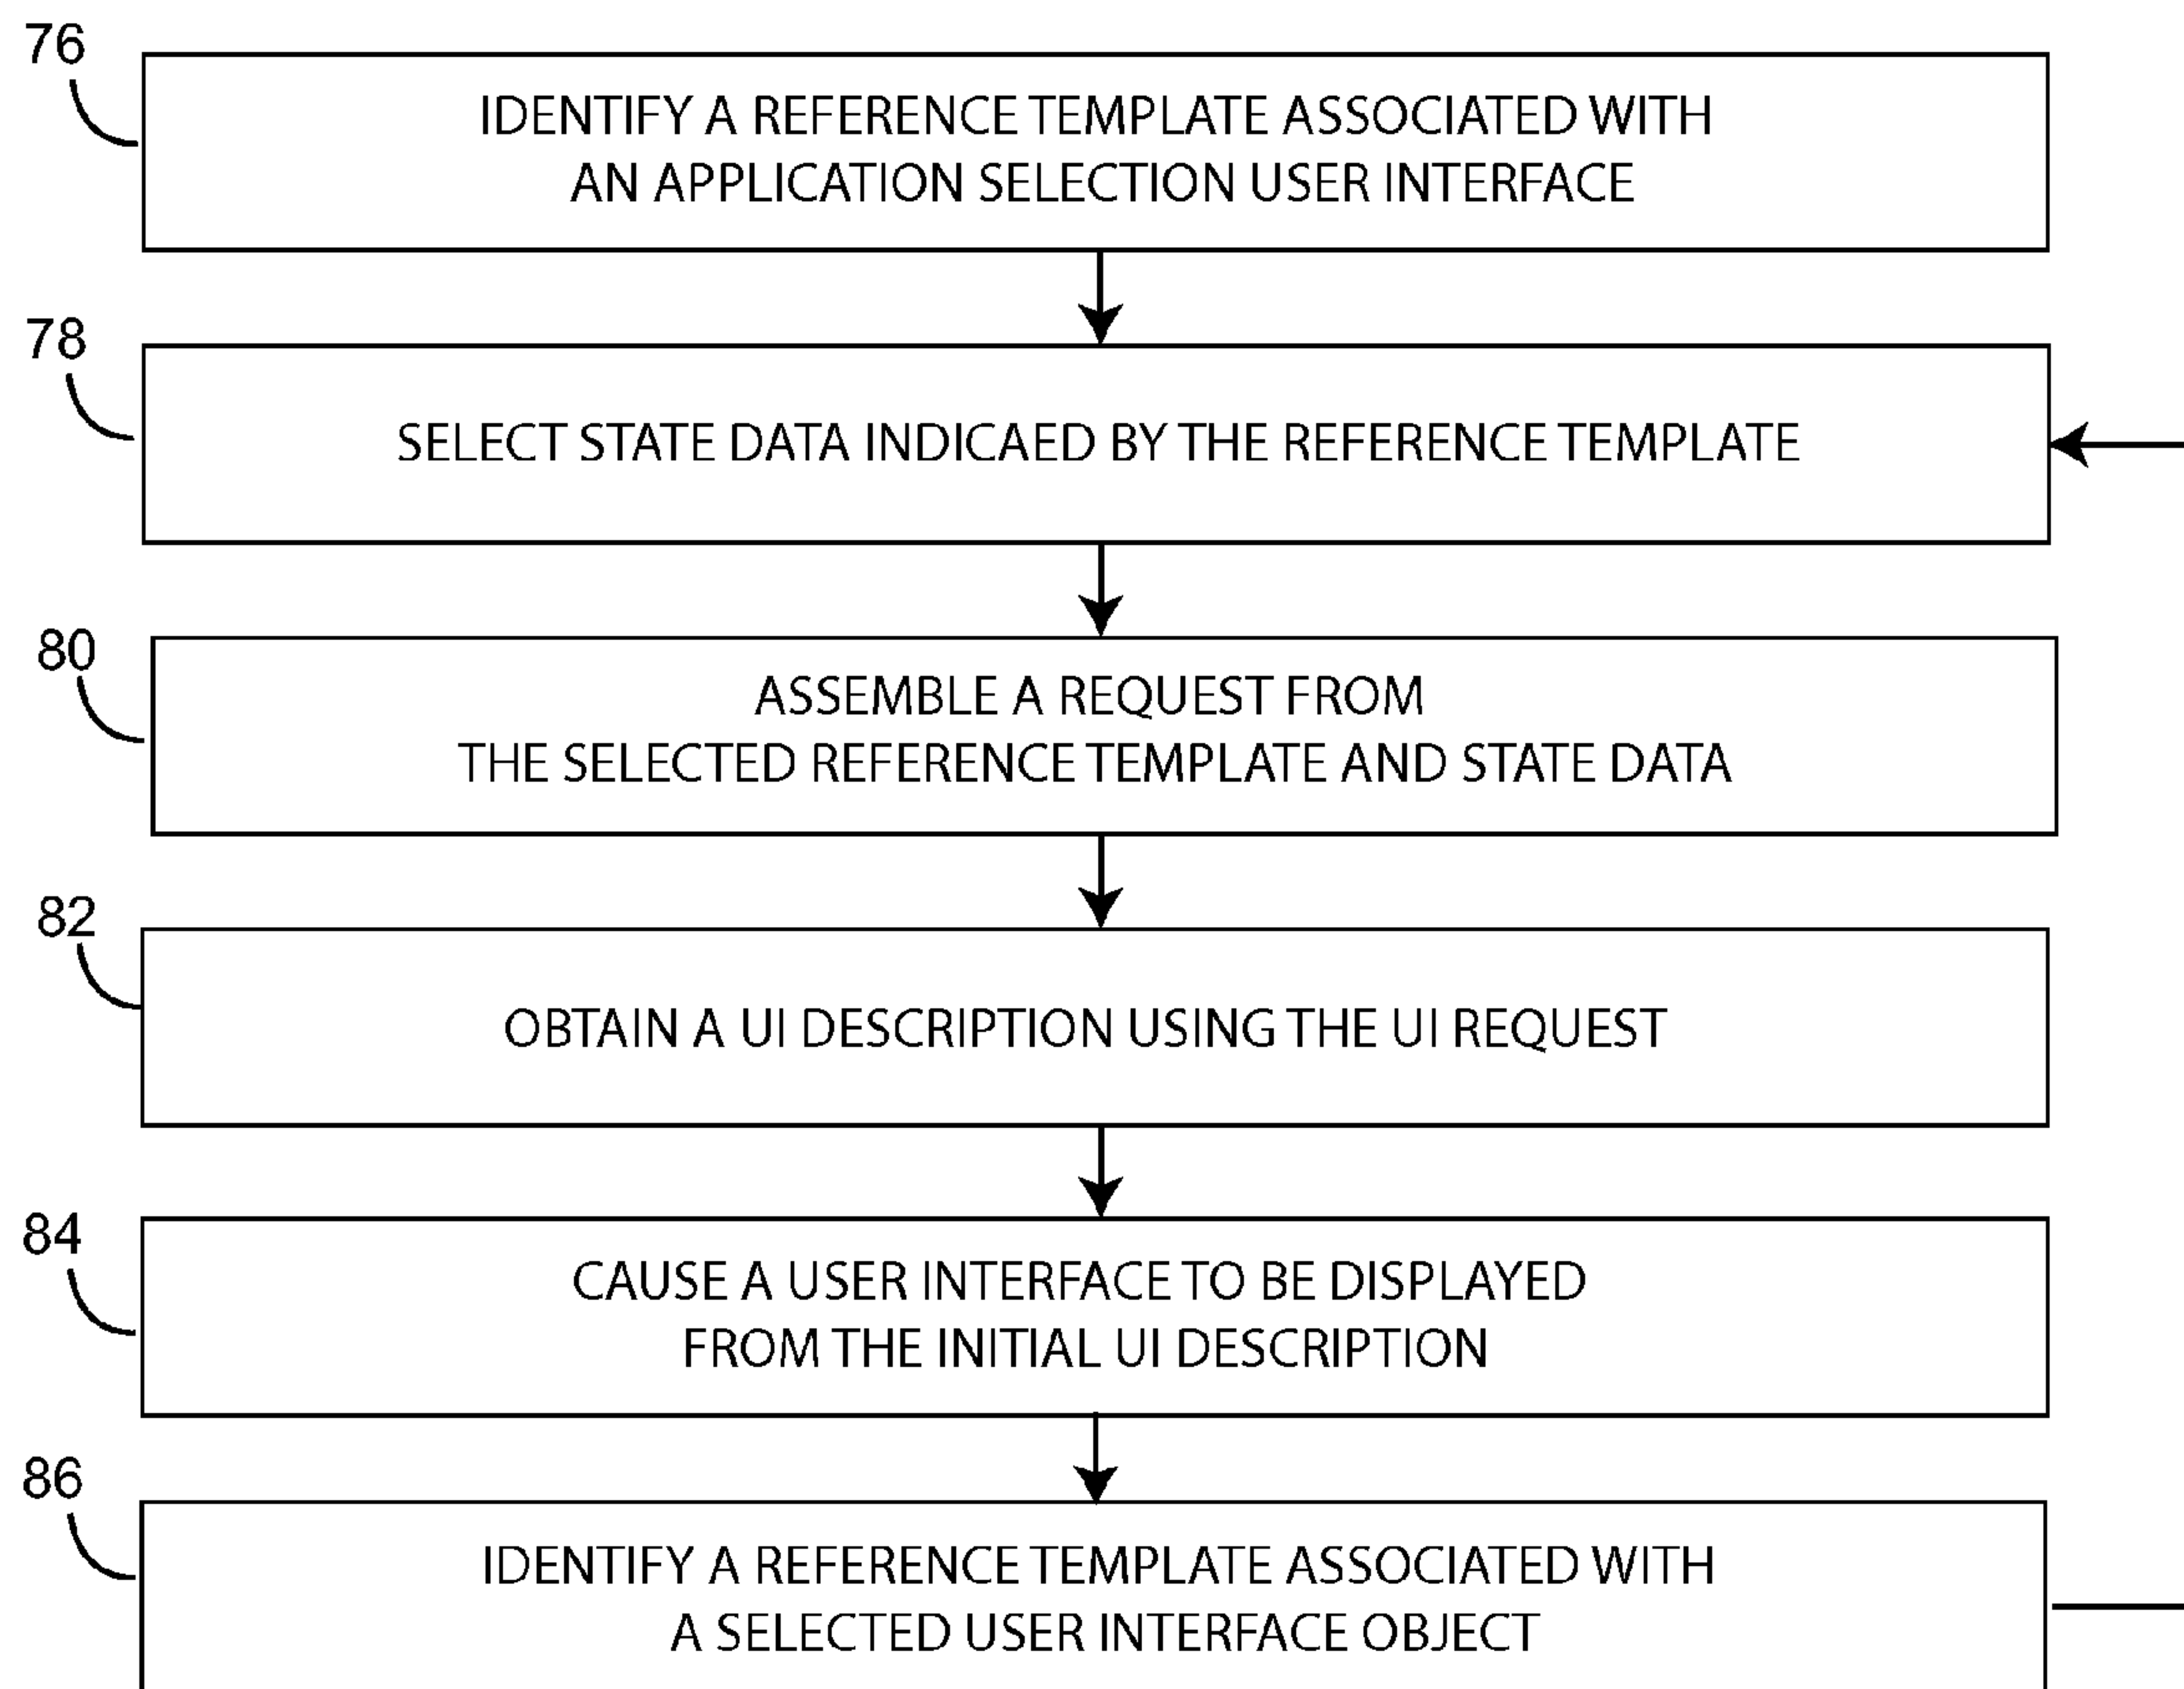 76
IDENTIFY A REFERENCE TEMPLATE ASSOCIATED WITH
AN APPLICATION SELECTION USER INTERFACE
78
SELECT STATE DATA INDICAED BY THE REFERENCE TEMPLATE
80
ASSEMBLE A REQUEST FROM
THE SELECTED REFERENCE TEMPLATE AND STATE DATA
82
OBTAIN A UI DESCRIPTION USING THE UI REQUEST
84
CAUSE A USER INTERFACE TO BE DISPLAYED
FROM THE INITIAL UI DESCRIPTION
86
IDENTIFY A REFERENCE TEMPLATE ASSOCIATED WITH
A SELECTED USER INTERFACE OBJECT